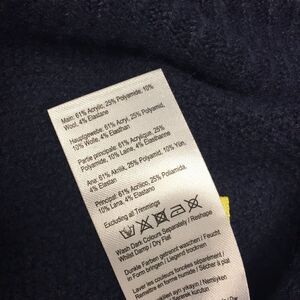 Main: 61% Acrylic, 25% Polyamide, 10%
Wool, 4% Elastane
Hauptgewebe: 61% Acryl, 25% Polyamid,
10% Wolle, 4% Elasthan
Partie principale: 61% Acrylique, 25%
Polyamide, 10% Laine, 4% Elasthanne
Ana: 61% Akrilik, 25% Polyamid, 10% Yün,
4% Elastan
Principal: 61% Acrílico, 25% Poliamida,
10% Lana, 4% Elastano
Excluding all Trimmings
Wash Dark Colours Separately / Reshape
Whilst Damp / Dry Flat
Dunkle Farben getrennt waschen / Feucht
in Form bringen / Liegend trocknen
Laver les couleurs foncées séparément /
Remettre en forme humide / Sécher à plat